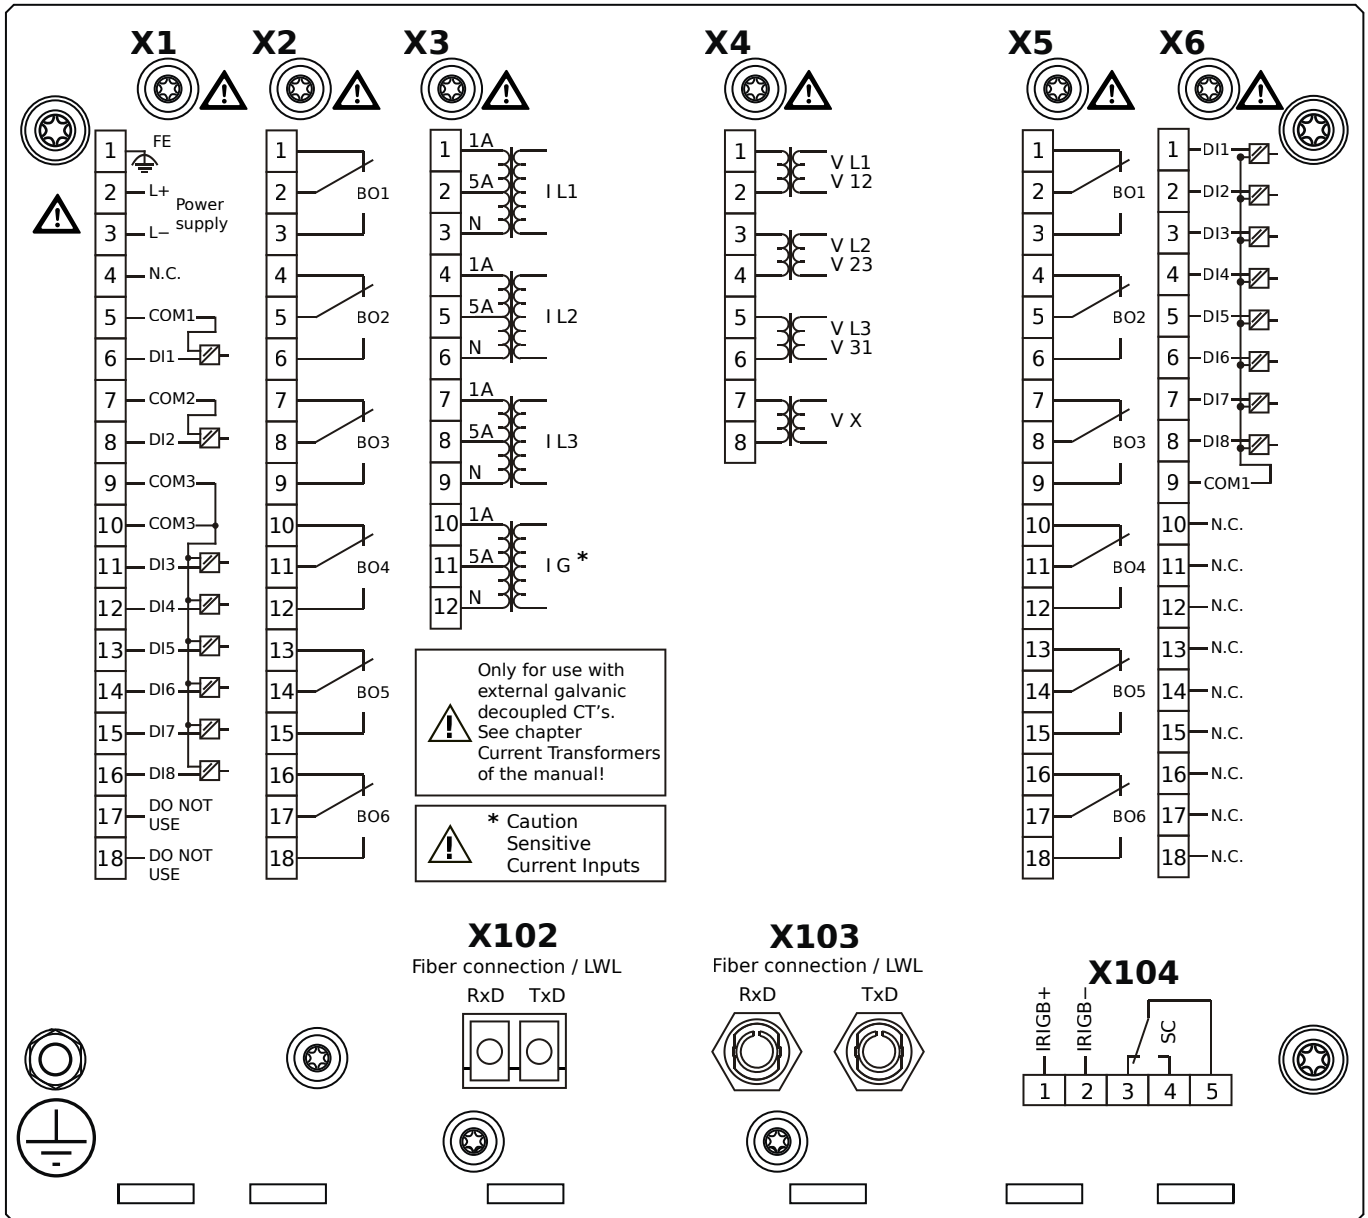 X1
X2
X3
X4
X5
X6
1 FE
2 L+
Power
supply
3 L−
4 N.C.
5 COM1
6 DI1
7 COM2
8 DI2
9 COM3
10 COM3
11 DI3
12 DI4
13 DI5
14 DI6
15 DI7
16 DI8
17 DO NOT
USE
18 DO NOT
USE
1
2 BO1
3
4
5 BO2
6
7
8 BO3
9
10
11 BO4
12
13
14 BO5
15
16
17 BO6
18
1 1A
2 5A I L1
3 N
4 1A
5 5A I L2
6 N
7 1A
8 5A I L3
9 N
10 1A
11 5A I G *
12 N
Only for use with
external galvanic
decoupled CT's.
See chapter
Current Transformers
of the manual!
* Caution
Sensitive
Current Inputs
1 V L1
2 V 12
3 V L2
4 V 23
5 V L3
6 V 31
7 V X
8
1
2 BO1
3
4
5 BO2
6
7
8 BO3
9
10
11 BO4
12
13
14 BO5
15
16
17 BO6
18
1 DI1
2 DI2
3 DI3
4 DI4
5 DI5
6 DI6
7 DI7
8 DI8
9 COM1
10 N.C.
11 N.C.
12 N.C.
13 N.C.
14 N.C.
15 N.C.
16 N.C.
17 N.C.
18 N.C.
X102
Fiber connection / LWL
RxD TxD
X103
Fiber connection / LWL
RxD TxD
X104
IRIGB+
IRIGB−
SC
1 2 3 4 5